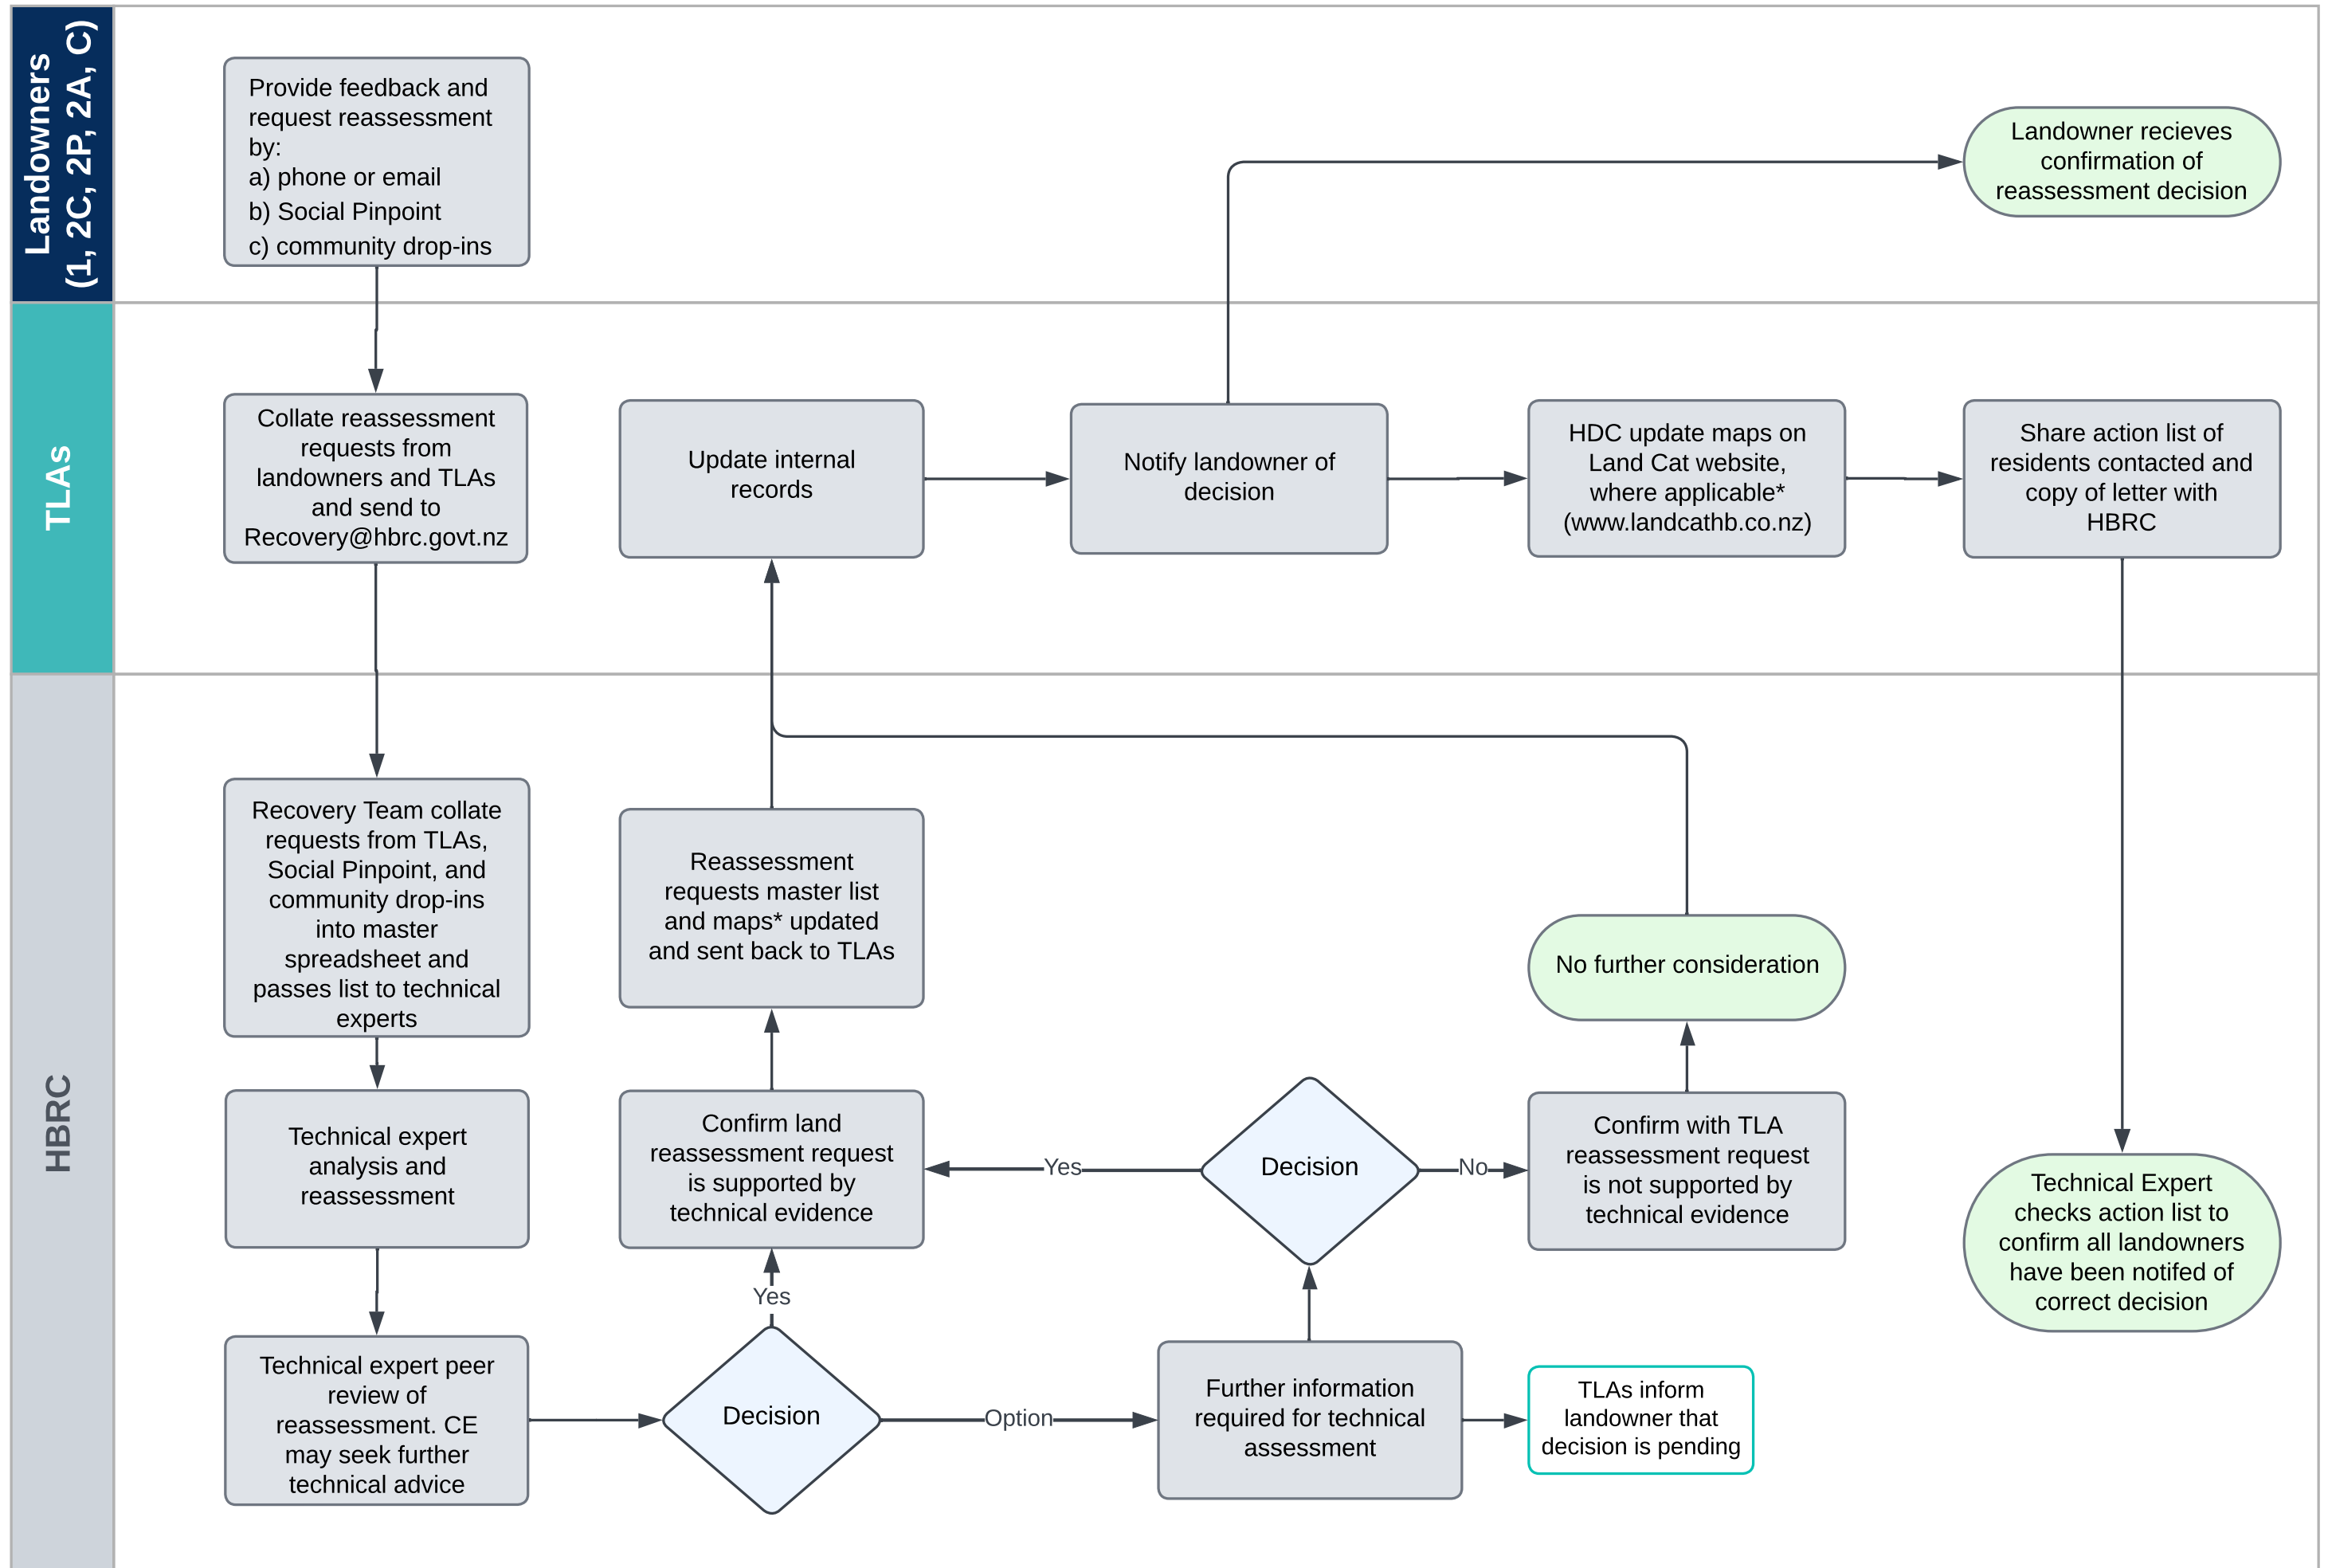 Landowners
(1, 2C, 2P, 2A, C)
Provide feedback and
request reassessment
by:
a) phone or email
b) Social Pinpoint
c) community drop-ins
Landowner recieves
confirmation of
reassessment decision
TLAs
Collate reassessment
requests from
landowners and TLAs
and send to
Recovery@hbrc.govt.nz
Update internal
records
Notify landowner of
decision
HDC update maps on
Land Cat website,
where applicable*
(www.landcathb.co.nz)
Share action list of
residents contacted and
copy of letter with
HBRC
HBRC
Recovery Team collate
requests from TLAs,
Social Pinpoint, and
community drop-ins
into master
spreadsheet and
passes list to technical
experts
Reassessment
requests master list
and maps* updated
and sent back to TLAs
No further consideration
Technical expert
analysis and
reassessment
Confirm land
reassessment request
is supported by
technical evidence
Yes
Decision
No
Confirm with TLA
reassessment request
is not supported by
technical evidence
Technical Expert
checks action list to
confirm all landowners
have been notifed of
correct decision
Yes
Technical expert peer
review of
reassessment. CE
may seek further
technical advice
Decision
Option
Further information
required for technical
assessment
TLAs inform
landowner that
decision is pending